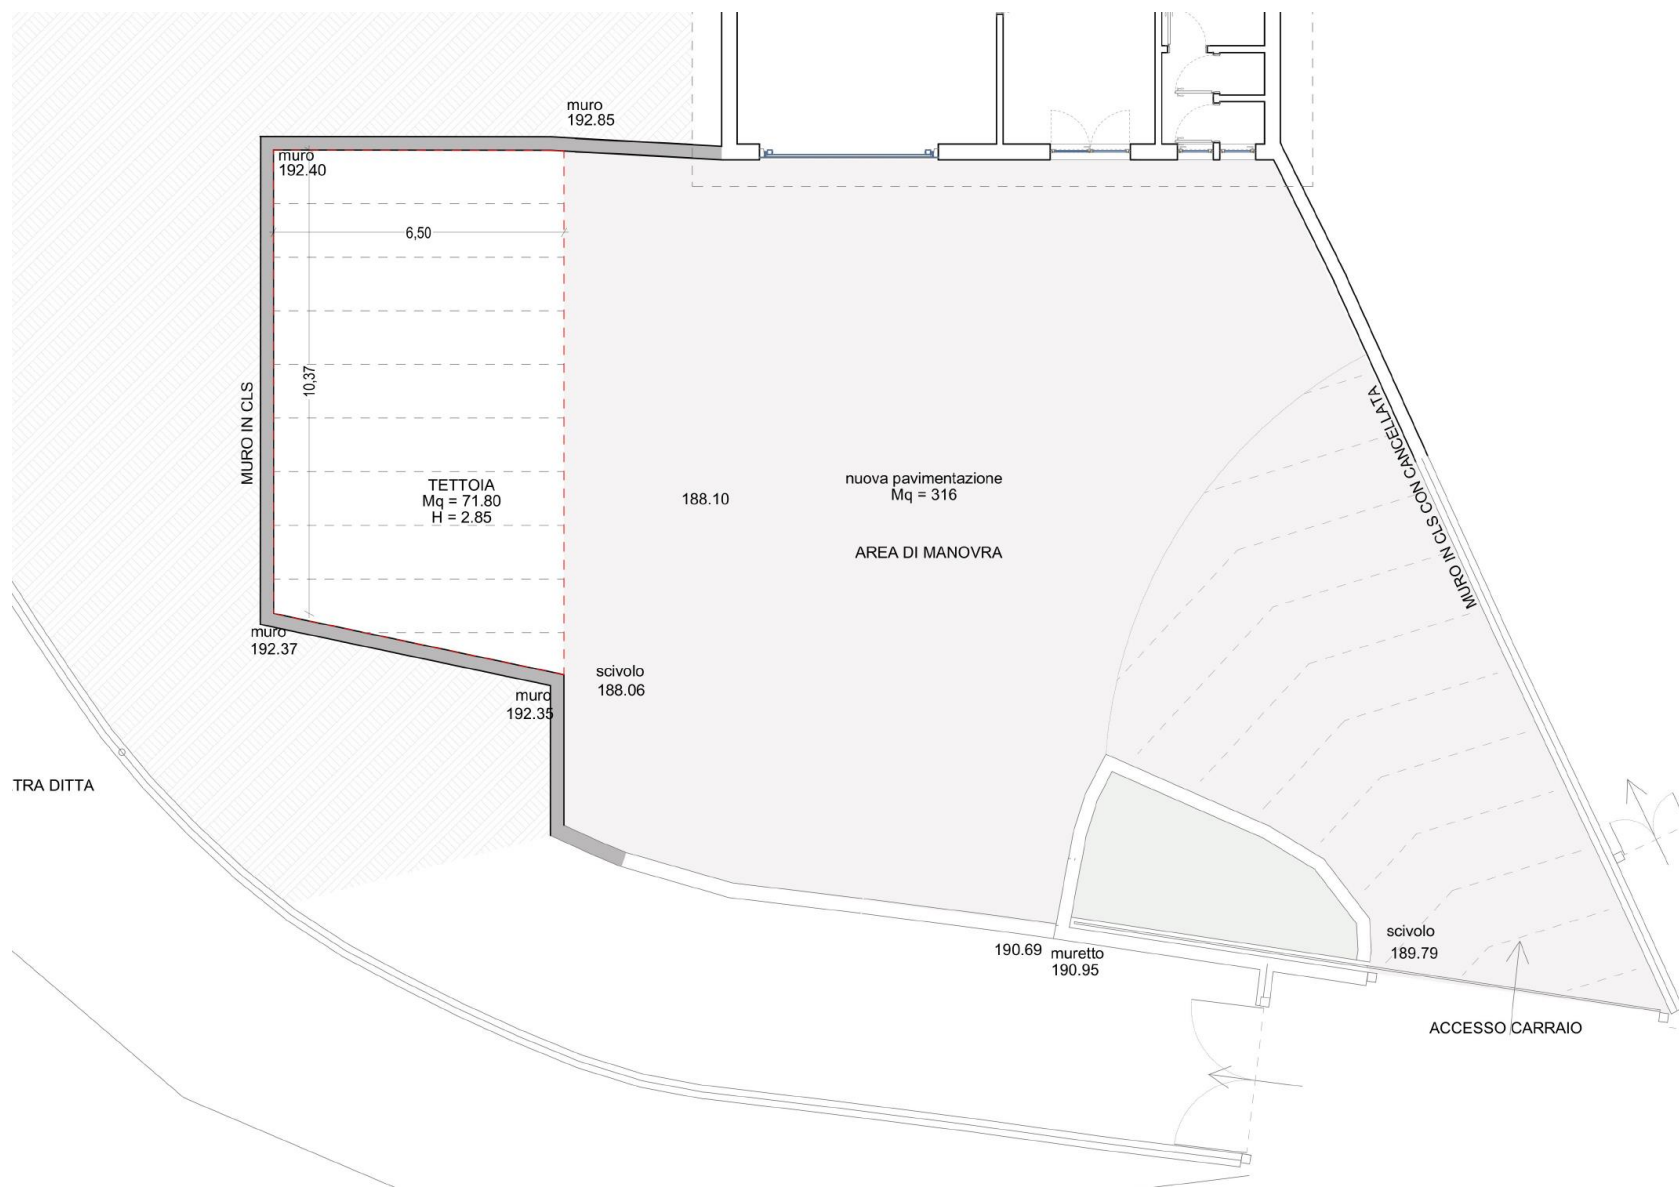 muro
192.85
muro
192.40
6,50
10,37
MURO IN CLS
MURO IN CLS CON CANCELLATA
TETTOIA
Mq = 71.80
H = 2.85
188.10
nuova pavimentazione
Mq = 316
AREA DI MANOVRA
muro
192.37
scivolo
188.06
muro
192.35
TRA DITTA
190.69
muretto
190.95
scivolo
189.79
ACCESSO CARRAIO